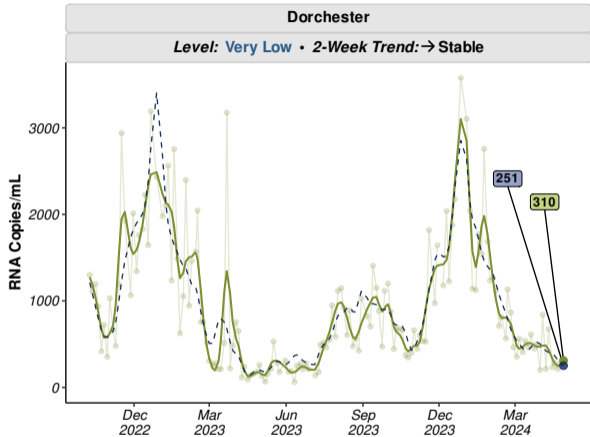 Dorchester
Level: Very Low • 2-Week Trend: → Stable
RNA Copies/mL
3000
2000
1000
0
251
310
Dec 2022
Mar 2023
Jun 2023
Sep 2023
Dec 2023
Mar 2024